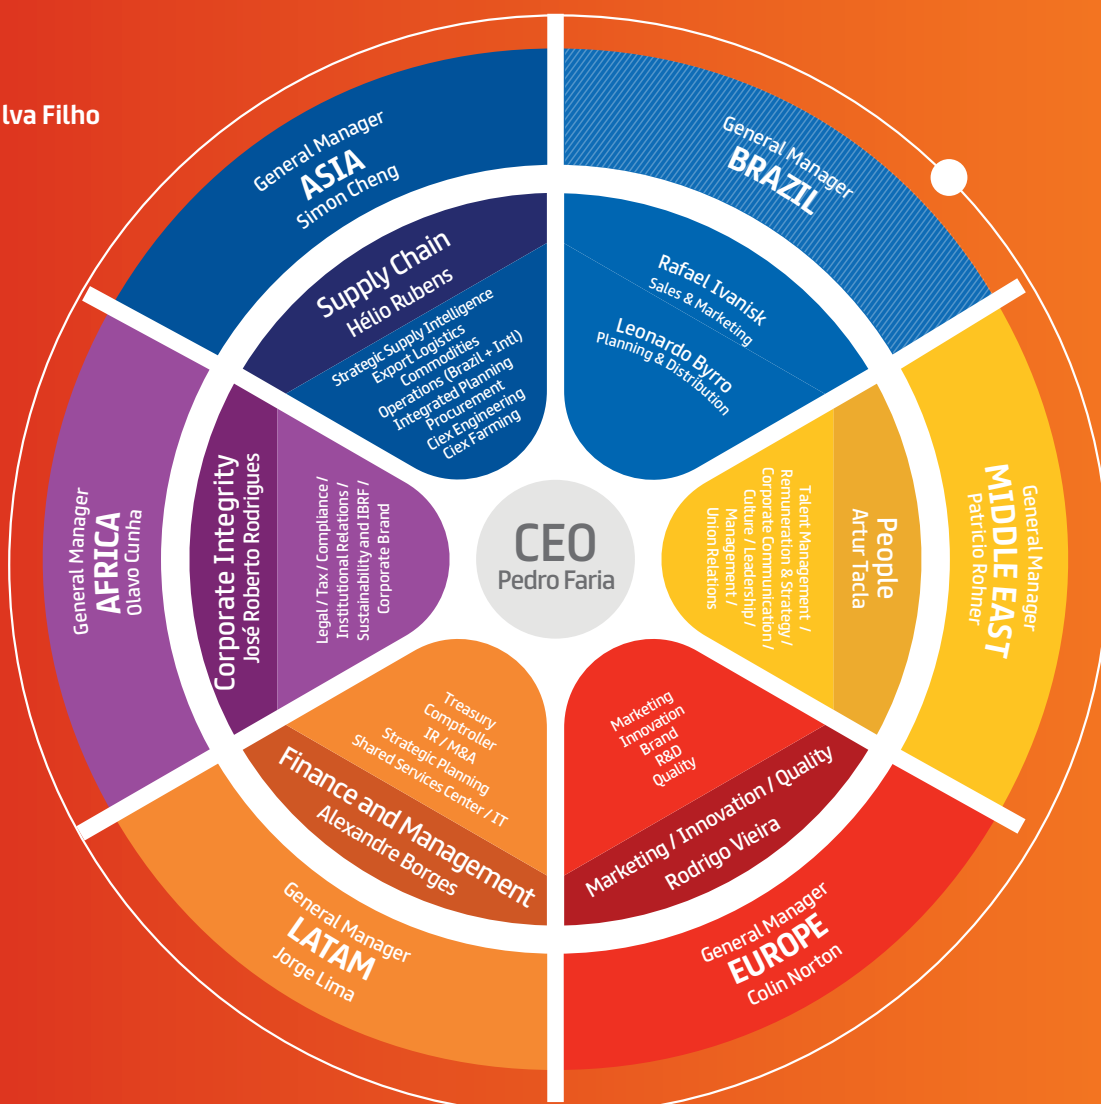 lva Filho
General Manager
ASIA
Simon Cheng
General Manager
BRAZIL
Supply Chain
Hélio Rubens
Strategic Supply Intelligence
Export Logistics
Commodities
Operations (Brazil + Intl)
Integrated Planning
Procurement
Ciex Engineering
Ciex Farming
Rafael Ivanisk
Sales & Marketing
Leonardo Byrro
Planning & Distribution
General Manager
AFRICA
Olavo Cunha
Corporate Integrity
José Roberto Rodrigues
Legal / Tax / Compliance /
Institutional Relations /
Sustainability and IBRF /
Corporate Brand
CEO
Pedro Faria
Talent Management /
Remuneration & Strategy /
Corporate Communication /
Culture / Leadership /
Management /
Union Relations
People
Artur Tacla
General Manager
MIDDLE EAST
Patricio Rohner
Treasury
Comptroller
IR / M&A
Strategic Planning
Shared Services Center / IT
Finance and Management
Alexandre Borges
Marketing
Innovation
Brand
R&D
Quality
Marketing / Innovation / Quality
Rodrigo Vieira
General Manager
LATAM
Jorge Lima
General Manager
EUROPE
Colin Norton